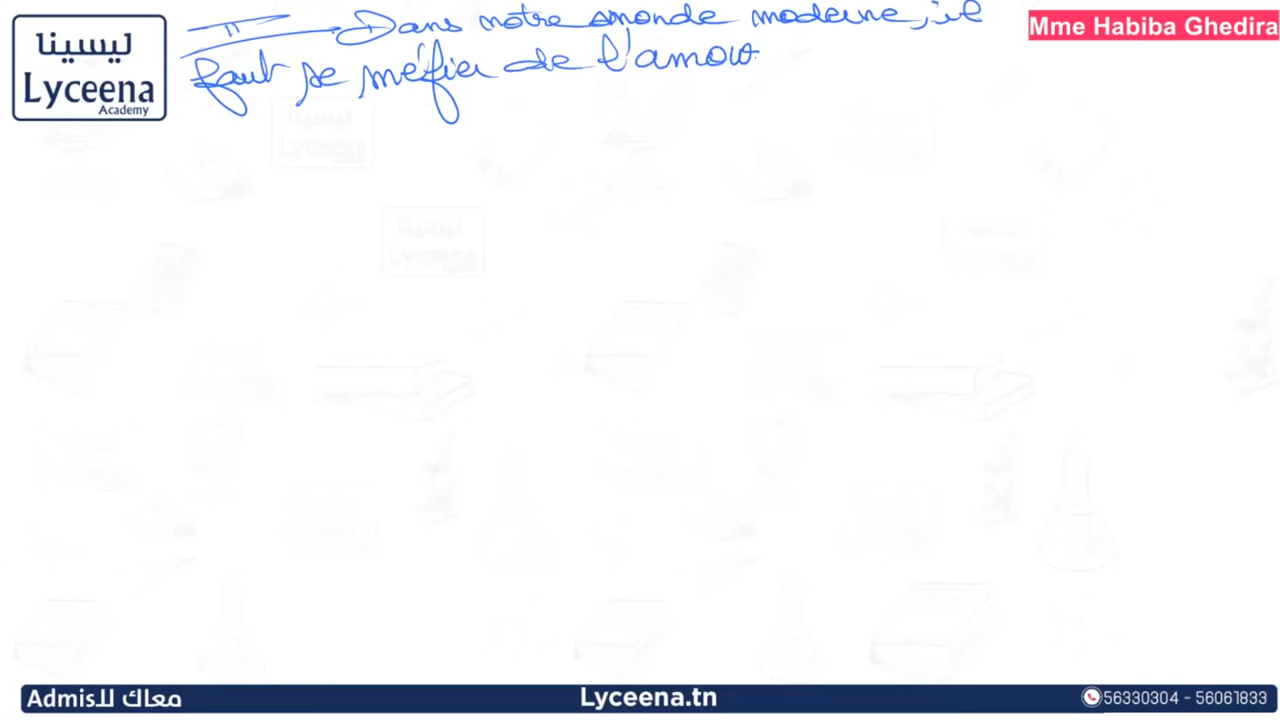 ليسينا
Lyceena
Academy
Mme Habiba Ghedira
II Dans notre monde moderne, il
faut se méfier de l'amour
Admis معاك للـ
Lyceena.tn
56330304 - 56061833